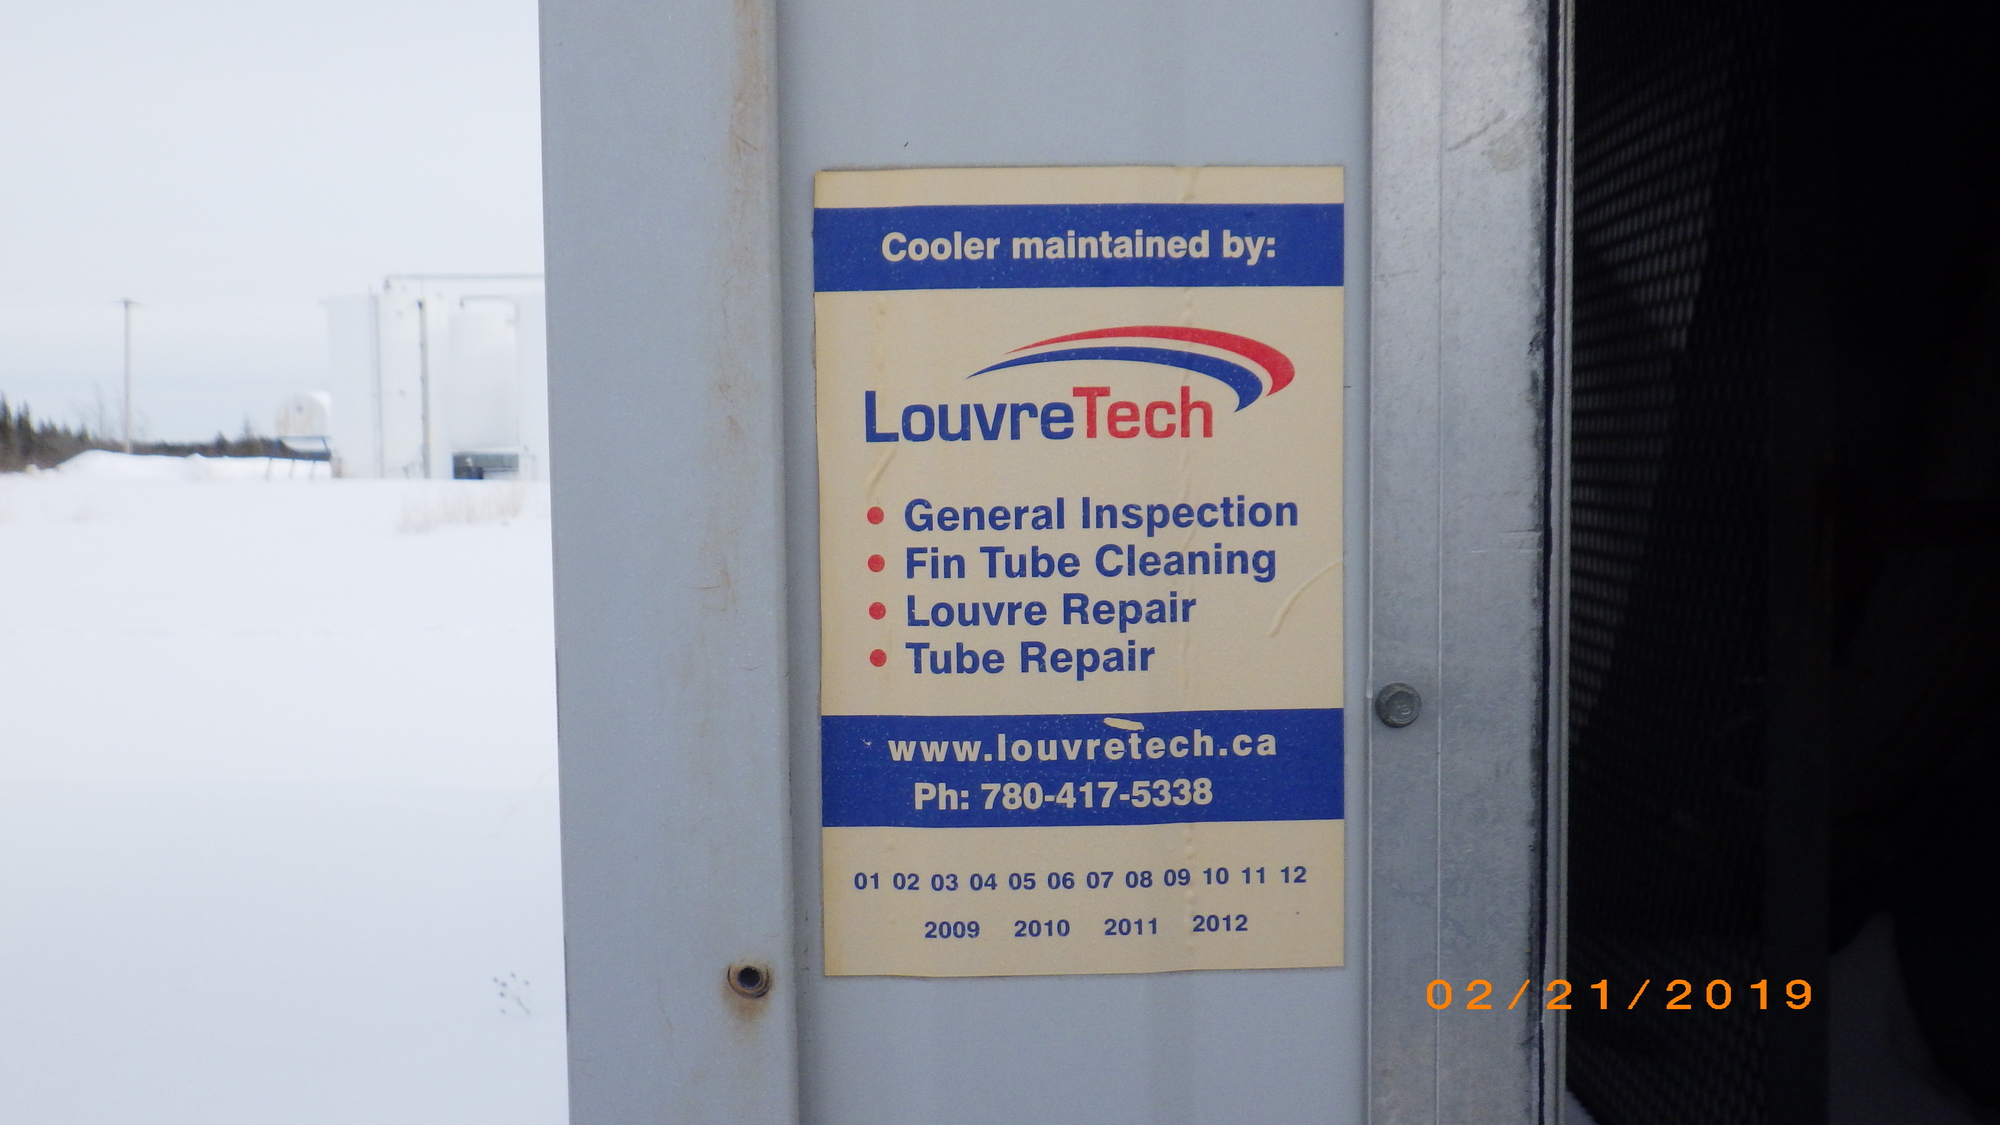 Cooler maintained by:
LouvreTech
• General Inspection
• Fin Tube Cleaning
• Louvre Repair
• Tube Repair
www.louvretech.ca
Ph: 780-417-5338
01 02 03 04 05 06 07 08 09 10 11 12
2009 2010 2011 2012
02/21/2019